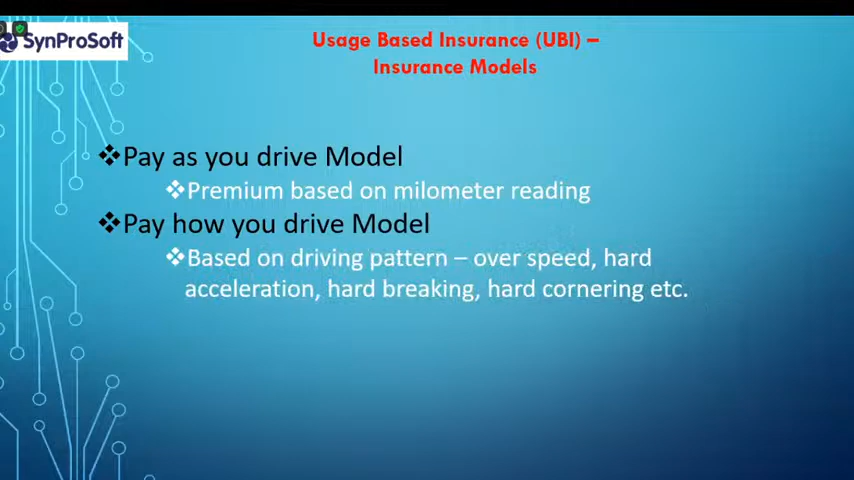 SynProSoft
Usage Based Insurance (UBI) –
Insurance Models
❖Pay as you drive Model
❖Premium based on milometer reading
❖Pay how you drive Model
❖Based on driving pattern – over speed, hard
acceleration, hard breaking, hard cornering etc.